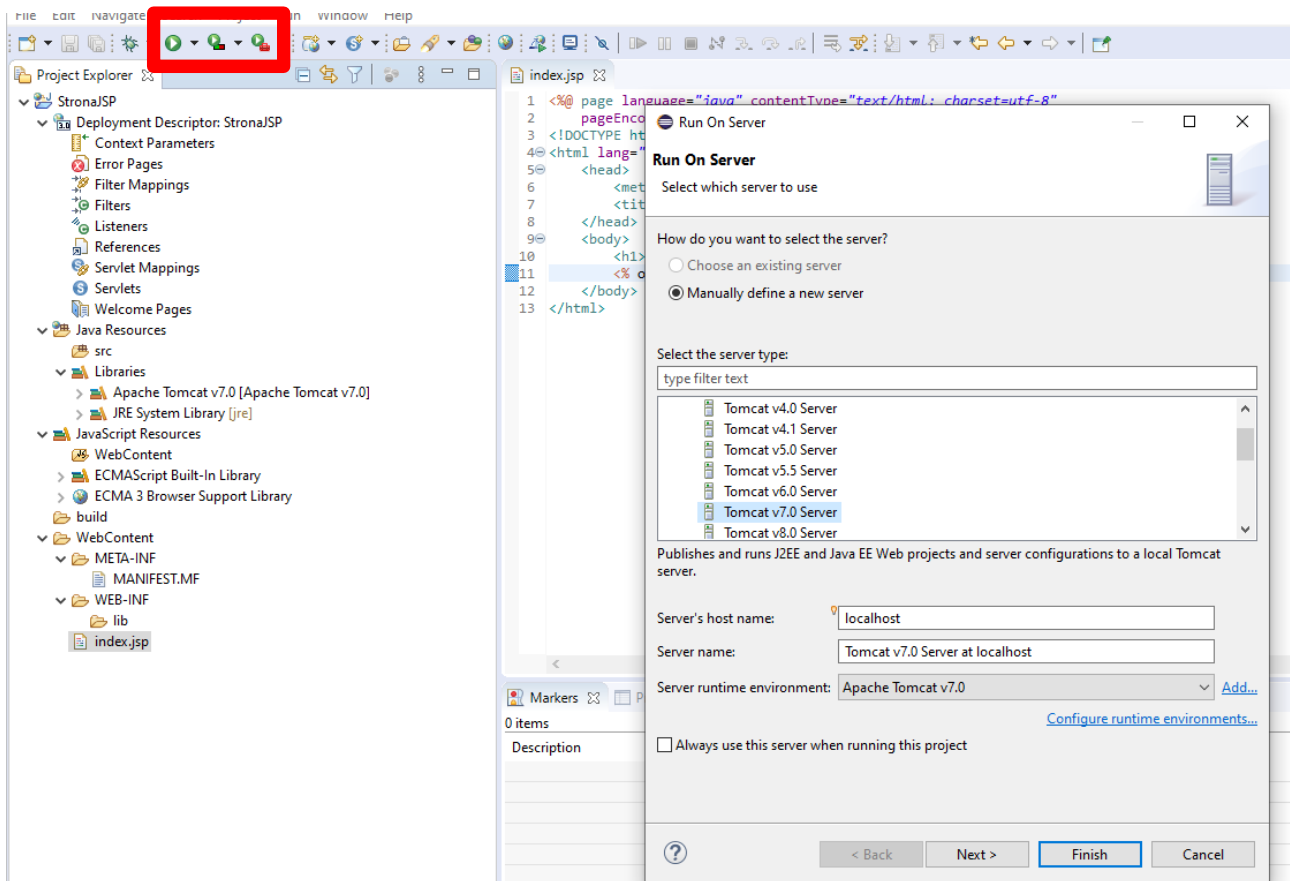 File Edit Navigate Window Help
Project Explorer
StronaJSP
Deployment Descriptor: StronaJSP
Context Parameters
Error Pages
Filter Mappings
Filters
Listeners
References
Servlet Mappings
Servlets
Welcome Pages
Java Resources
src
Libraries
Apache Tomcat v7.0 [Apache Tomcat v7.0]
JRE System Library [jre]
JavaScript Resources
WebContent
ECMAScript Built-In Library
ECMA 3 Browser Support Library
build
WebContent
META-INF
MANIFEST.MF
WEB-INF
lib
index.jsp
index.jsp
1 <%@ page language="java" contentType="text/html; charset=utf-8"
2 pageEnco
3 <!DOCTYPE ht
4 <html lang="
5 <head>
6 <met
7 <tit
8 </head>
9 <body>
10 <h1>
11 <% o
12 </body>
13 </html>
Markers
0 items
Description
Run On Server
Run On Server
Select which server to use
How do you want to select the server?
Choose an existing server
Manually define a new server
Select the server type:
type filter text
Tomcat v4.0 Server
Tomcat v4.1 Server
Tomcat v5.0 Server
Tomcat v5.5 Server
Tomcat v6.0 Server
Tomcat v7.0 Server
Tomcat v8.0 Server
Publishes and runs J2EE and Java EE Web projects and server configurations to a local Tomcat
server.
Server's host name: localhost
Server name: Tomcat v7.0 Server at localhost
Server runtime environment: Apache Tomcat v7.0 Add...
Configure runtime environments...
Always use this server when running this project
< Back Next > Finish Cancel